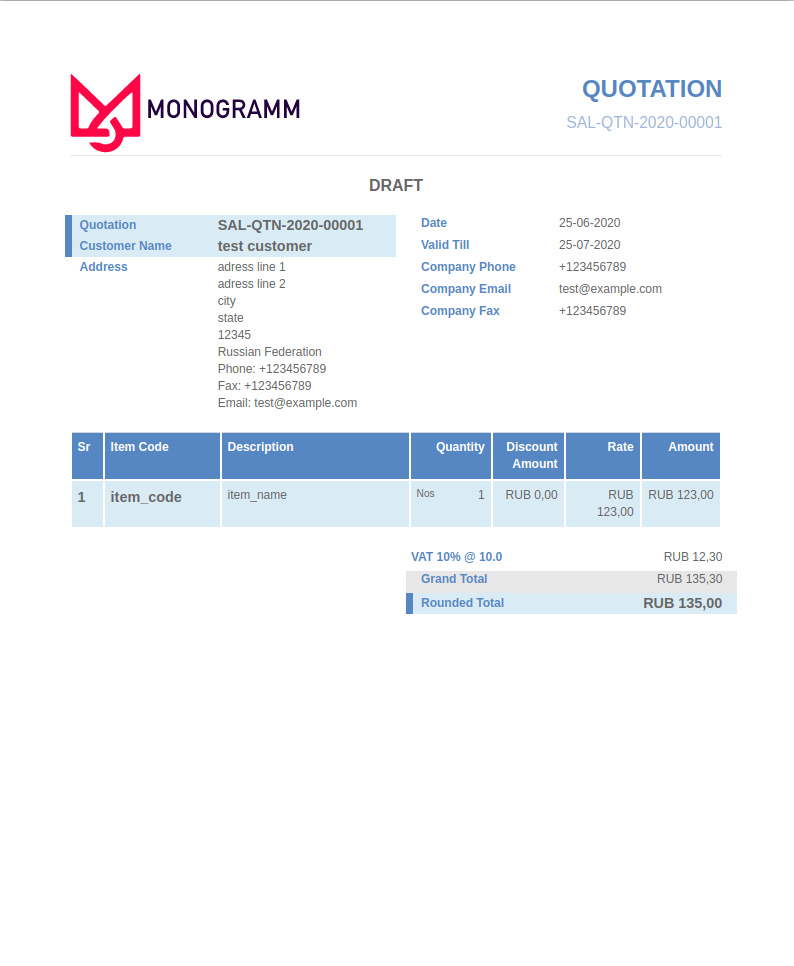 MONOGRAMM
QUOTATION
SAL-QTN-2020-00001
DRAFT
Quotation SAL-QTN-2020-00001
Customer Name test customer
Address adress line 1
adress line 2
city
state
12345
Russian Federation
Phone: +123456789
Fax: +123456789
Email: test@example.com
Date 25-06-2020
Valid Till 25-07-2020
Company Phone +123456789
Company Email test@example.com
Company Fax +123456789
Sr Item Code Description Quantity Discount Rate Amount
Amount
1 item_code item_name Nos 1 RUB 0,00 RUB RUB 123,00
123,00
VAT 10% @ 10.0 RUB 12,30
Grand Total RUB 135,30
Rounded Total RUB 135,00